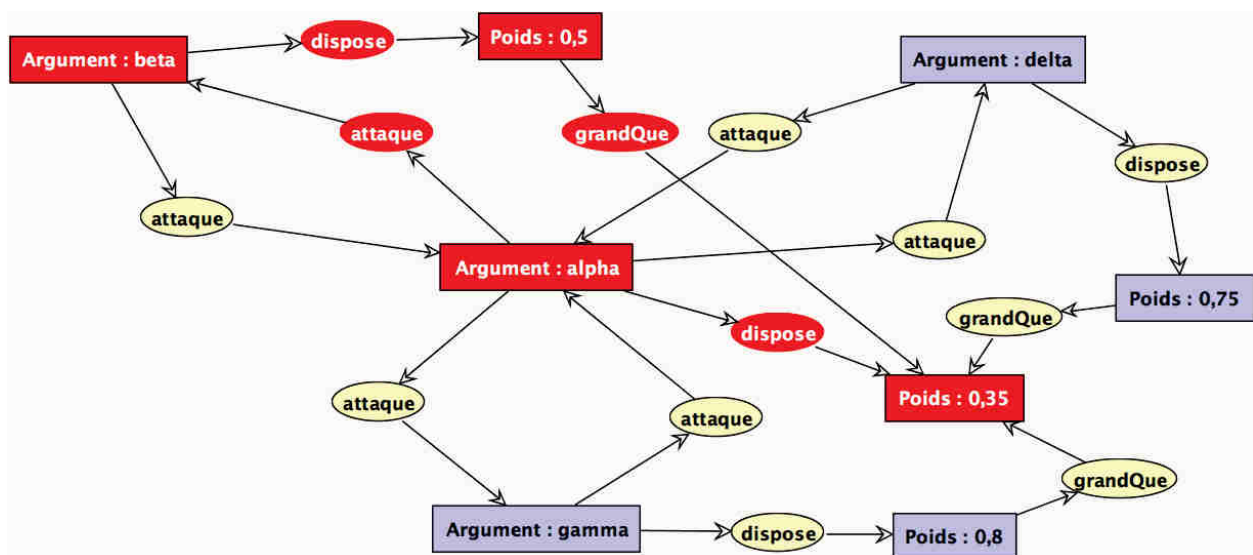 dispose
Poids : 0,5
Argument : beta
Argument : delta
attaque
grandQue
attaque
dispose
attaque
attaque
Argument : alpha
Poids : 0,75
grandQue
dispose
Poids : 0,35
attaque
attaque
grandQue
Argument : gamma
dispose
Poids : 0,8